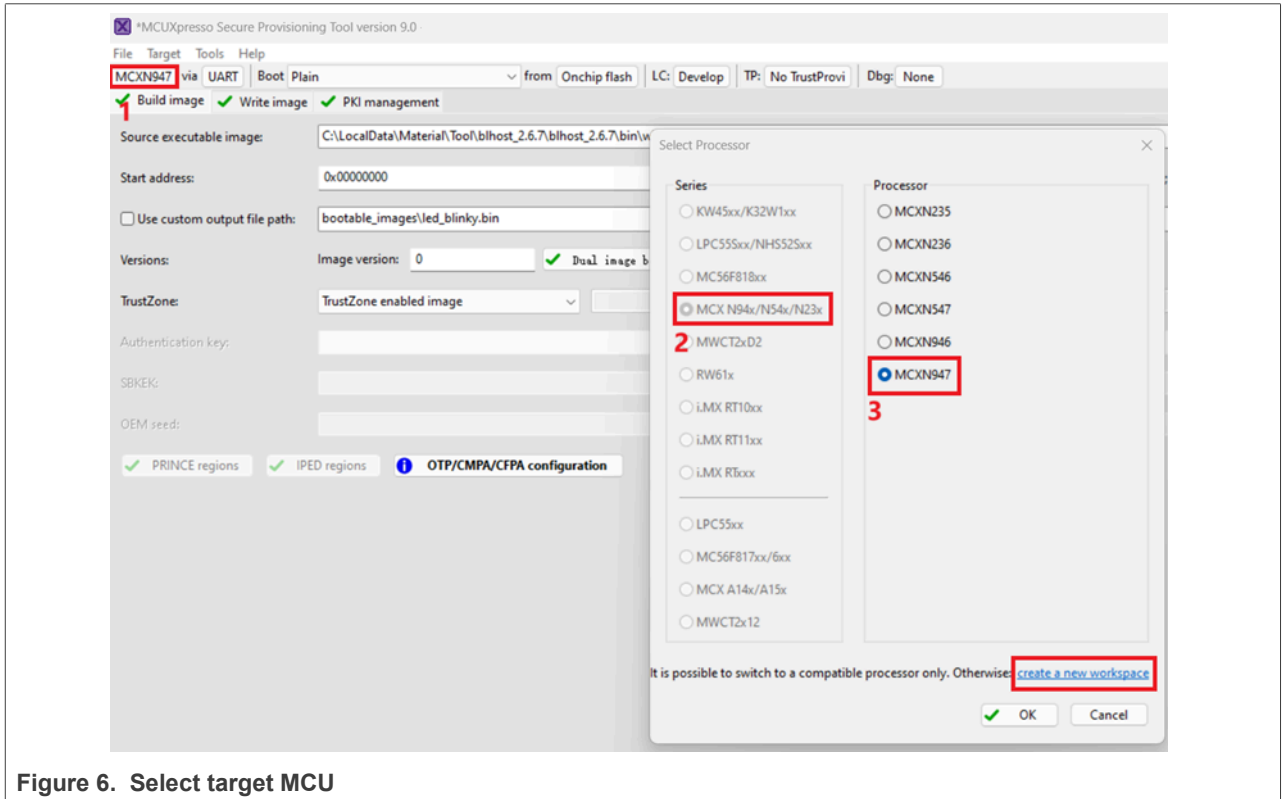 *MCUXpresso Secure Provisioning Tool version 9.0
File Target Tools Help
MCXN947 via UART Boot Plain from Onchip flash LC: Develop TP: No TrustProvi Dbg: None
1 Build image Write image PKI management
Source executable image: C:\LocalData\Material\Tool\blhost_2.6.7\blhost_2.6.7\bin\w
Start address: 0x00000000
Use custom output file path: bootable_images\led_blinky.bin
Versions: Image version: 0 Dual image b
TrustZone: TrustZone enabled image
Authentication key:
SBKEK:
OEM seed:
PRINCE regions IPED regions OTP/CMPA/CFPA configuration
Select Processor
Series
KW45xx/K32W1xx
LPC55Sxx/NHS52Sxx
MC56F818xx
MCX N94x/N54x/N23x
2 MWCT2xD2
RW61x
i.MX RT10xx
i.MX RT11xx
i.MX RTxxx
LPC55xx
MC56F817xx/6xx
MCX A14x/A15x
MWCT2x12
Processor
MCXN235
MCXN236
MCXN546
MCXN547
MCXN946
MCXN947
3
It is possible to switch to a compatible processor only. Otherwise: create a new workspace
OK Cancel
Figure 6. Select target MCU